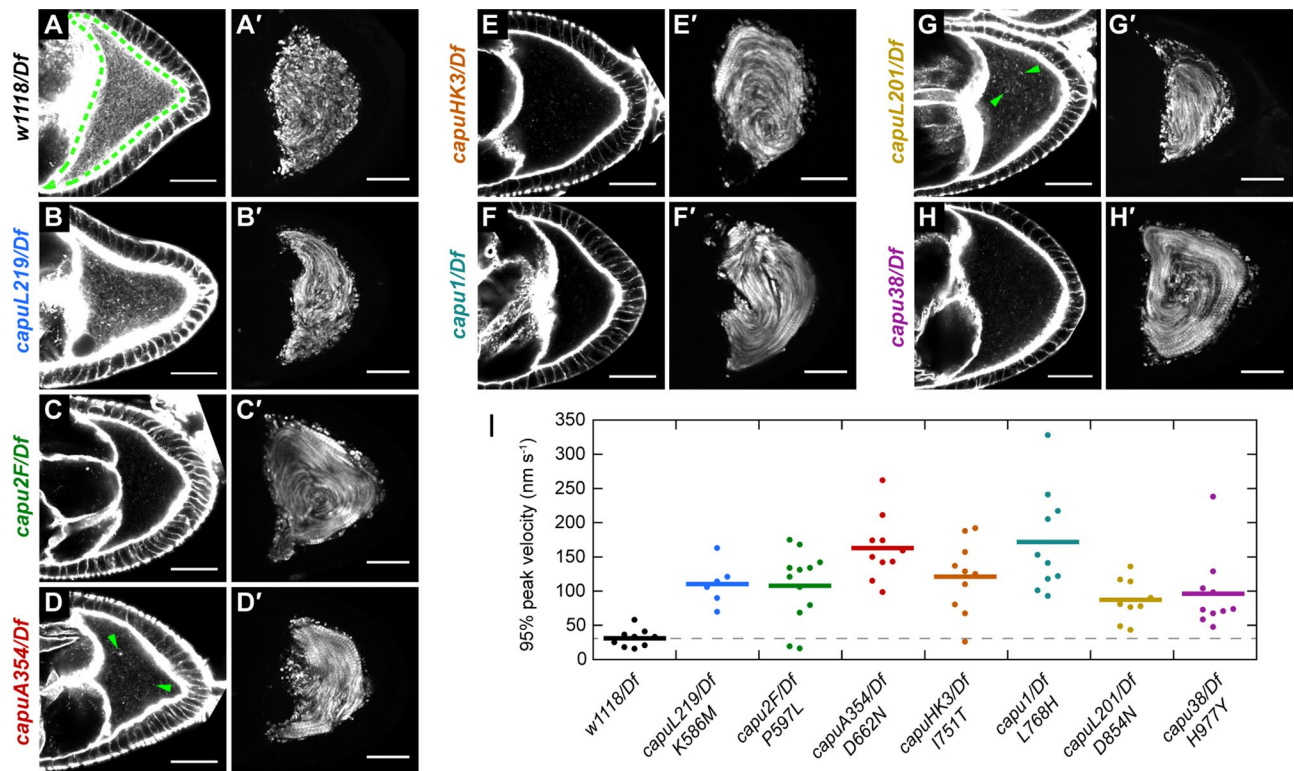 w1118/Df
A
A′
capuL219/Df
B
B′
capu2F/Df
C
C′
capuA354/Df
D
D′
capuHK3/Df
E
E′
capu1/Df
F
F′
capuL201/Df
G
G′
capu38/Df
H
H′
I
95% peak velocity (nm s⁻¹)
350
300
250
200
150
100
50
0
w1118/Df
capuL219/Df
K586M
capu2F/Df
P597L
capuA354/Df
D662N
capuHK3/Df
I751T
capu1/Df
L768H
capuL201/Df
D854N
capu38/Df
H977Y